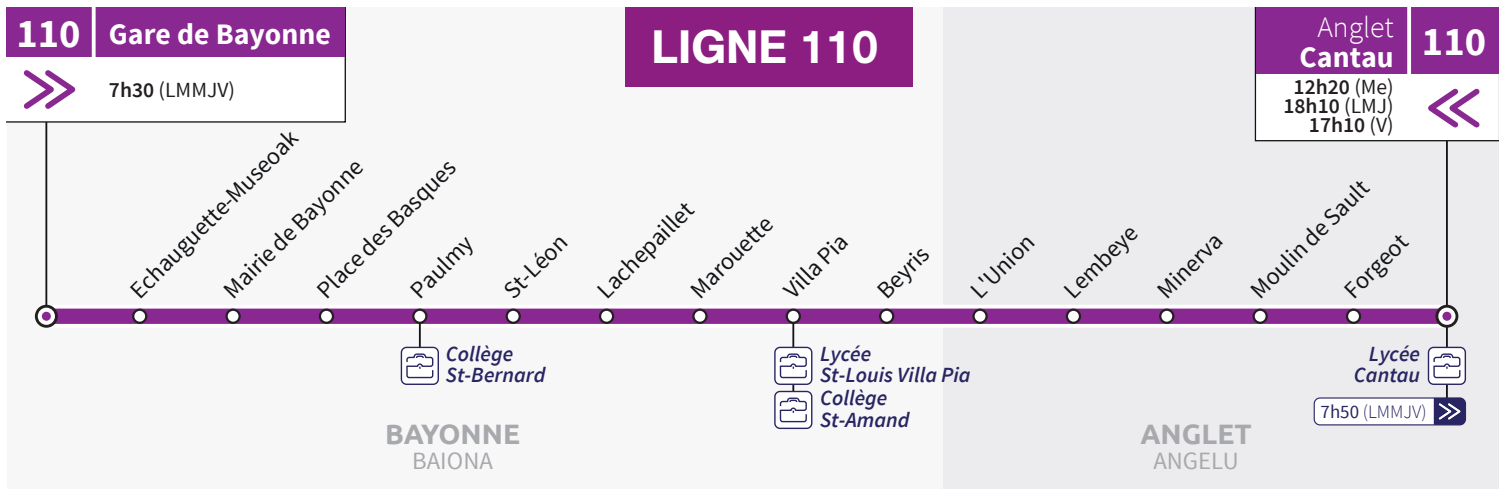 110 Gare de Bayonne
7h30 (LMMJV)
LIGNE 110
Anglet
Cantau
110
12h20 (Me)
18h10 (LMJ)
17h10 (V)
Echauguette-Museoak
Mairie de Bayonne
Place des Basques
Paulmy
St-Léon
Lachepaillet
Marouette
Villa Pia
Beyris
L'Union
Lembeye
Minerva
Moulin de Sault
Forgeot
Collège
St-Bernard
Lycée
St-Louis Villa Pia
Collège
St-Amand
Lycée
Cantau
7h50 (LMMJV)
BAYONNE
BAIONA
ANGLET
ANGELU